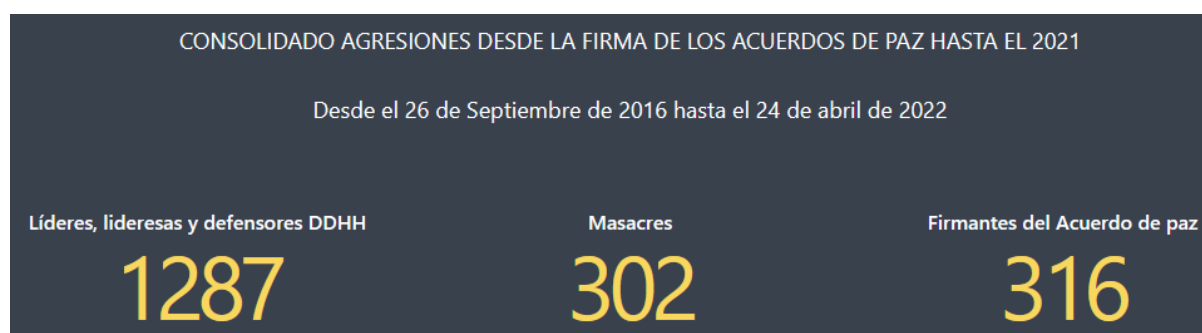 CONSOLIDADO AGRESIONES DESDE LA FIRMA DE LOS ACUERDOS DE PAZ HASTA EL 2021
Desde el 26 de Septiembre de 2016 hasta el 24 de abril de 2022
Líderes, lideresas y defensores DDHH
1287
Masacres
302
Firmantes del Acuerdo de paz
316